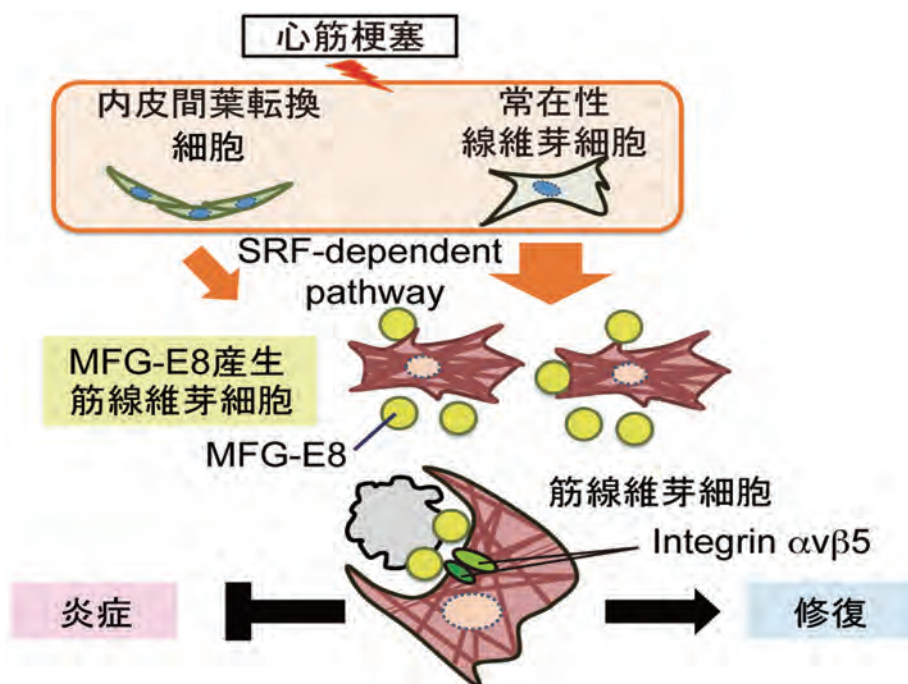 心筋梗塞
内皮間葉転換
細胞
常在性
線維芽細胞
SRF-dependent
pathway
MFG-E8産生
筋線維芽細胞
MFG-E8
筋線維芽細胞
Integrin αvβ5
炎症
修復